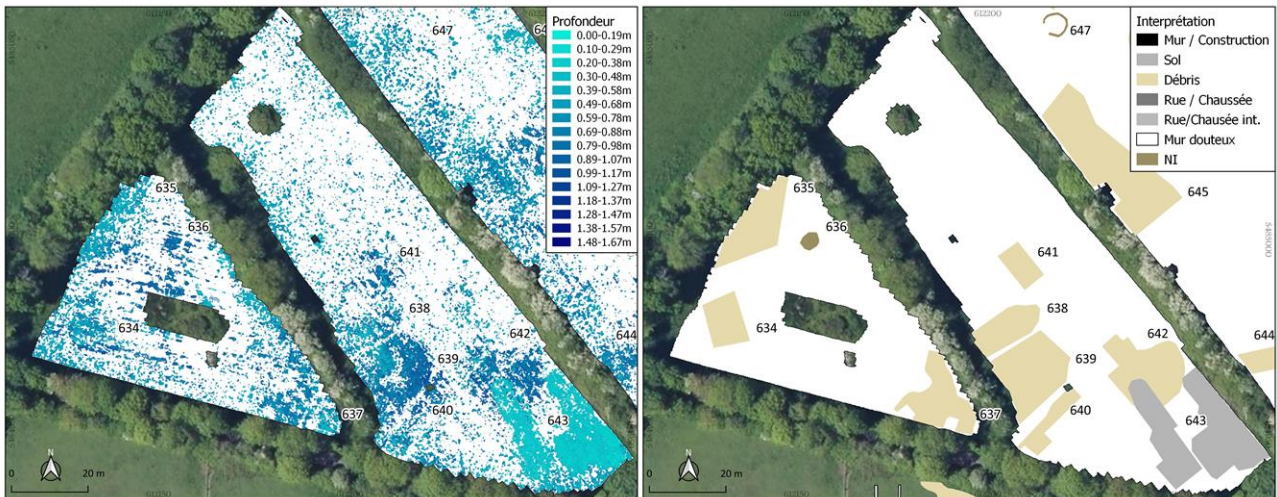 Profondeur
0.00-0.19m
0.10-0.29m
0.20-0.38m
0.30-0.48m
0.39-0.58m
0.49-0.68m
0.59-0.78m
0.69-0.88m
0.79-0.98m
0.89-1.07m
0.99-1.17m
1.09-1.27m
1.18-1.37m
1.28-1.47m
1.38-1.57m
1.48-1.67m
647
635
636
641
638
634
642
644
639
640
637
643
N
0 20 m
612150
612200
Interprétation
Mur / Construction
Sol
Débris
Rue / Chaussée
Rue/Chausée int.
Mur douteux
NI
647
645
635
636
641
638
634
642
644
639
640
637
643
5485000
N
0 20 m
612150